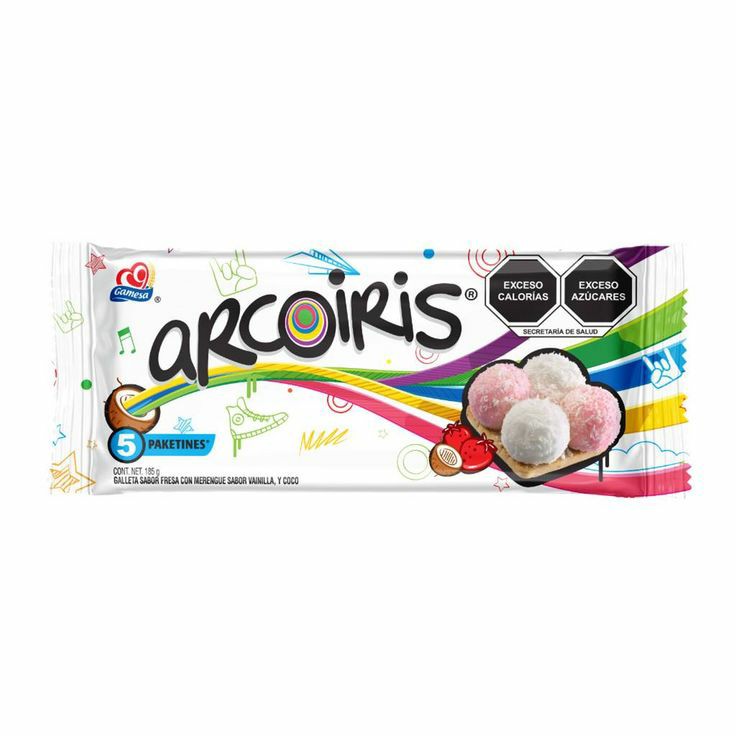 Gamesa ®
ARCOIRIS ®
EXCESO CALORÍAS
EXCESO AZÚCARES
SECRETARÍA DE SALUD
5 PAKETINES*
CONT. NET. 185 g
GALLETA SABOR FRESA CON MERENGUE SABOR VAINILLA, Y COCO